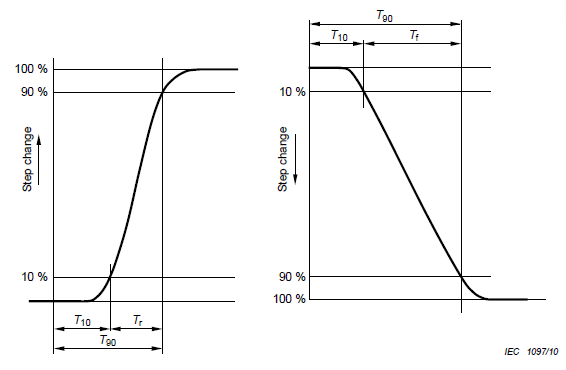 100 %
90 %
Step change
10 %
T10 Tr
T90
T90
T10 Tf
10 %
Step change
90 %
100 %
IEC 1097/10